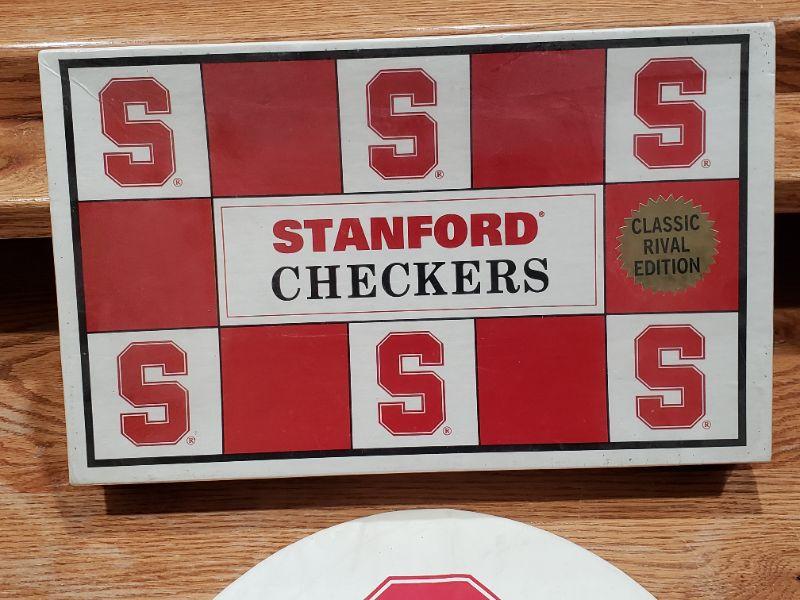 S® S® S®
STANFORD®
CHECKERS
CLASSIC
RIVAL
EDITION
S® S® S®